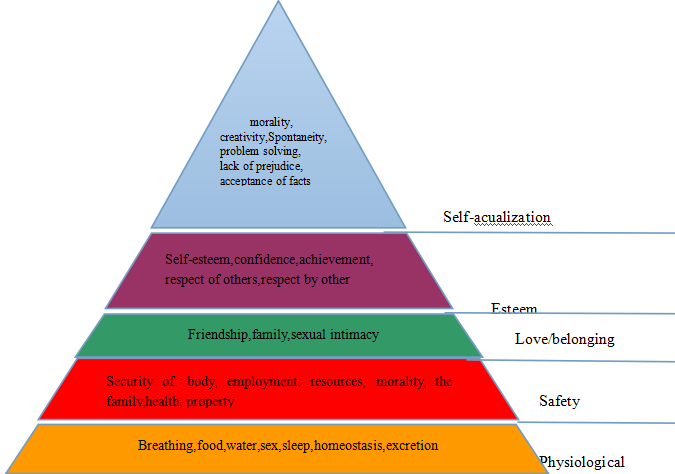 morality,
creativity,Spontaneity,
problem solving,
lack of prejudice,
acceptance of facts
Self-acualization
Self-esteem,confidence,achievement,
respect of others,respect by other
Esteem
Friendship,family,sexual intimacy
Love/belonging
Security of: body, employment, resources, morality, the
family,health, property
Safety
Breathing,food,water,sex,sleep,homeostasis,excretion
Physiological